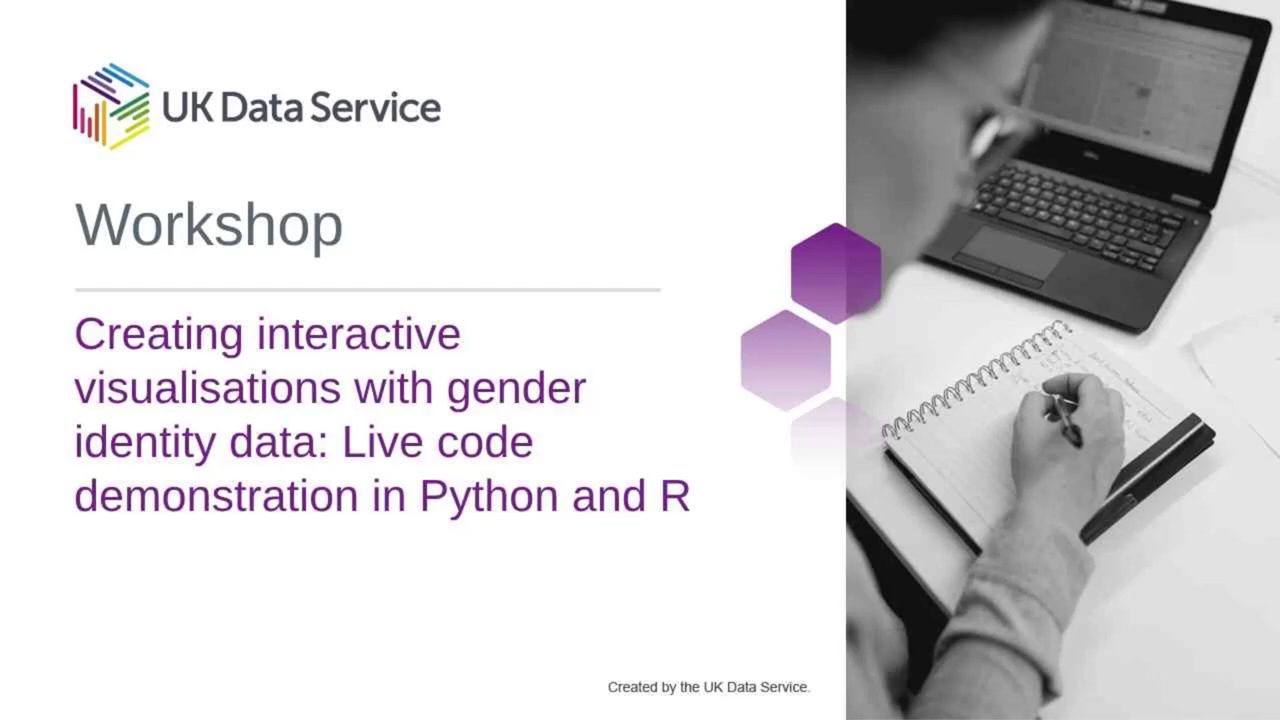 UK Data Service
Workshop
Creating interactive
visualisations with gender
identity data: Live code
demonstration in Python and R
Created by the UK Data Service.